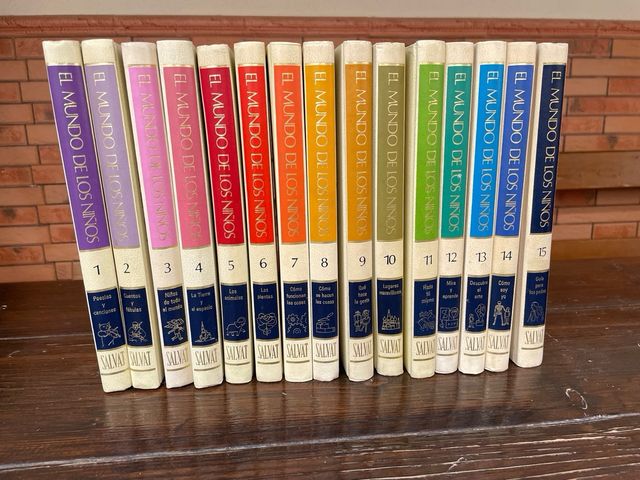 EL MUNDO DE LOS NIÑOS
1
Poesías y
canciones
SALVAT
EL MUNDO DE LOS NIÑOS
2
Cuentos y
fábulas
SALVAT
EL MUNDO DE LOS NIÑOS
3
Niños
de todo
el mundo
SALVAT
EL MUNDO DE LOS NIÑOS
4
La Tierra
y
el espacio
SALVAT
EL MUNDO DE LOS NIÑOS
5
Los
animales
SALVAT
EL MUNDO DE LOS NIÑOS
6
Las
plantas
SALVAT
EL MUNDO DE LOS NIÑOS
7
Cómo
funcionan
las cosas
SALVAT
EL MUNDO DE LOS NIÑOS
8
Cómo
se hacen
las cosas
SALVAT
EL MUNDO DE LOS NIÑOS
9
Qué
hace
la gente
SALVAT
EL MUNDO DE LOS NIÑOS
10
Lugares
maravillosos
SALVAT
EL MUNDO DE LOS NIÑOS
11
Hazlo
tú
mismo
SALVAT
EL MUNDO DE LOS NIÑOS
12
Mira y
aprende
SALVAT
EL MUNDO DE LOS NIÑOS
13
Descubre
el arte
SALVAT
EL MUNDO DE LOS NIÑOS
14
Cómo
soy
yo
SALVAT
EL MUNDO DE LOS NIÑOS
15
Guía
para
los padres
SALVAT